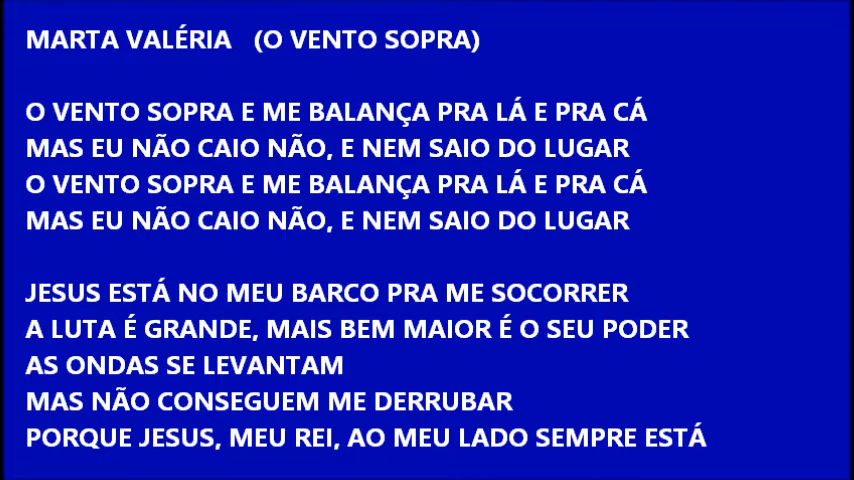 MARTA VALÉRIA (O VENTO SOPRA)
O VENTO SOPRA E ME BALANÇA PRA LÁ E PRA CÁ
MAS EU NÃO CAIO NÃO, E NEM SAIO DO LUGAR
O VENTO SOPRA E ME BALANÇA PRA LÁ E PRA CÁ
MAS EU NÃO CAIO NÃO, E NEM SAIO DO LUGAR
JESUS ESTÁ NO MEU BARCO PRA ME SOCORRER
A LUTA É GRANDE, MAIS BEM MAIOR É O SEU PODER
AS ONDAS SE LEVANTAM
MAS NÃO CONSEGUEM ME DERRUBAR
PORQUE JESUS, MEU REI, AO MEU LADO SEMPRE ESTÁ